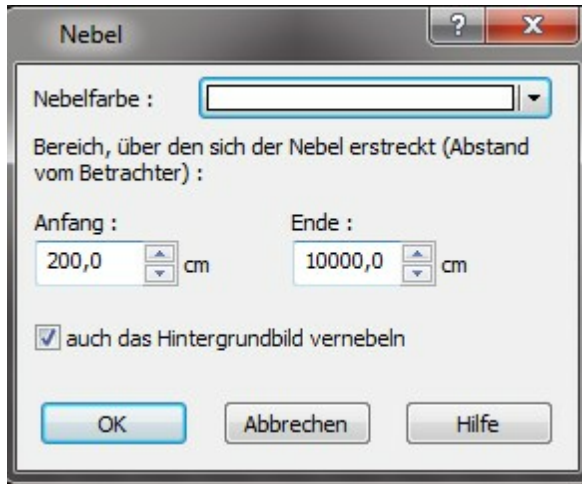 Nebel
Nebelfarbe :
Bereich, über den sich der Nebel erstreckt (Abstand
vom Betrachter) :
Anfang : Ende :
200,0 cm 10000,0 cm
auch das Hintergrundbild vernebeln
OK Abbrechen Hilfe